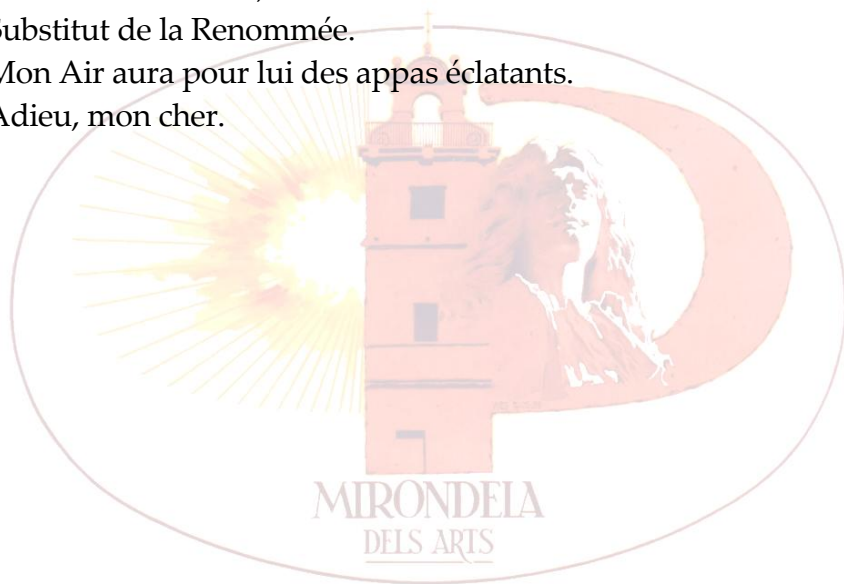 Substitut de la Renommée.
Mon Air aura pour lui des appas éclatants.
Adieu, mon cher.
MIRONDELA
DELS ARTS